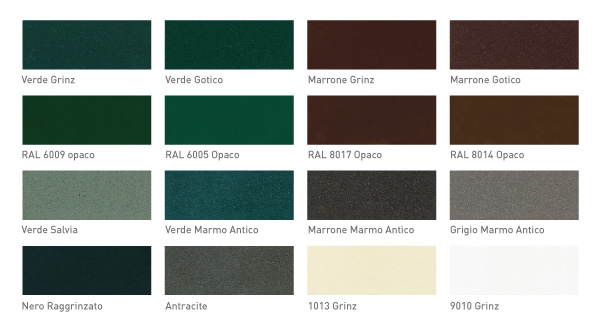 Verde Grinz
Verde Gotico
Marrone Grinz
Marrone Gotico
RAL 6009 opaco
RAL 6005 Opaco
RAL 8017 Opaco
RAL 8014 Opaco
Verde Salvia
Verde Marmo Antico
Marrone Marmo Antico
Grigio Marmo Antico
Nero Raggrinzato
Antracite
1013 Grinz
9010 Grinz